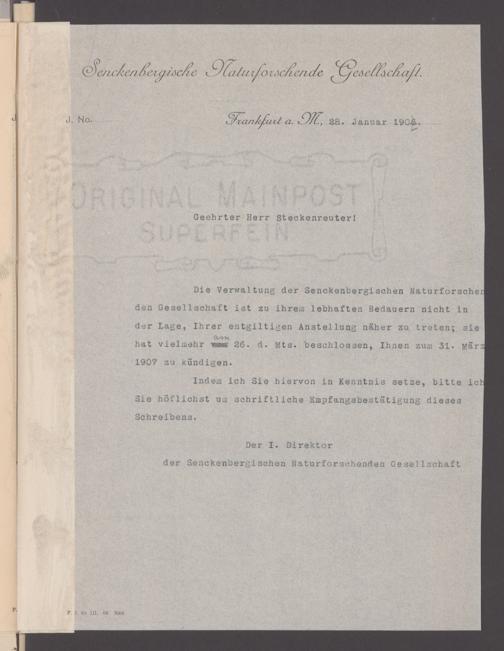 Senckenbergische Naturforschende Gesellschaft.
J. No.
Frankfurt a. M., 28. Januar 190
ORIGINAL MAINPOST
SUPERFEIN
Geehrter Herr Steckenreuter!
Die Verwaltung der Senckenbergischen Naturforschen
den Gesellschaft ist zu ihrem lebhaften Bedauern nicht in
der Lage, Ihrer entgiltigen Anstellung näher zu treten; sie
hat vielmehr 26. d. Mts. beschlossen, Ihnen zum 31. März
1907 zu kündigen.
Indem ich Sie hiervon in Kenntnis setze, bitte ich
Sie höflichst um schriftliche Empfangsbestätigung dieses
Schreibens.
Der I. Direktor
der Senckenbergischen Naturforschenden Gesellschaft